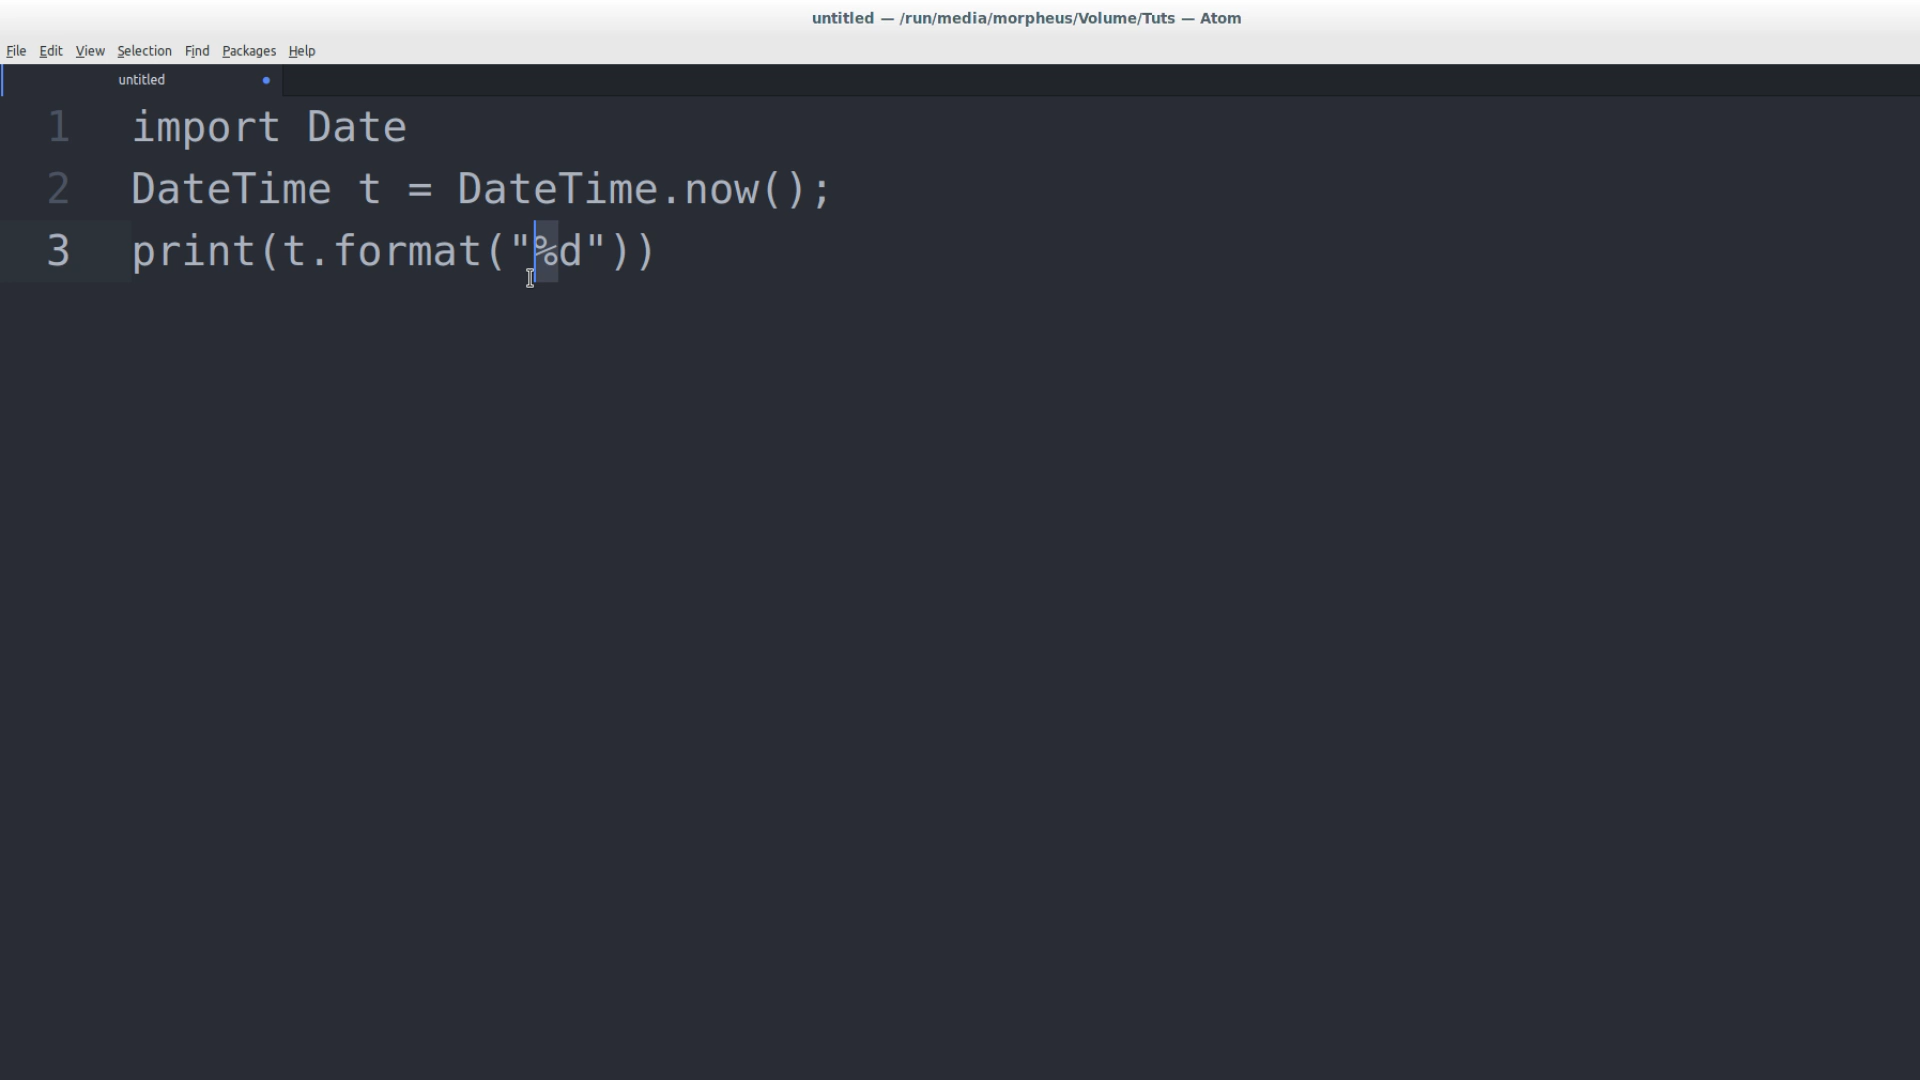 untitled — /run/media/morpheus/Volume/Tuts — Atom
File Edit View Selection Find Packages Help
untitled
1 import Date
2 DateTime t = DateTime.now();
3 print(t.format("%d"))